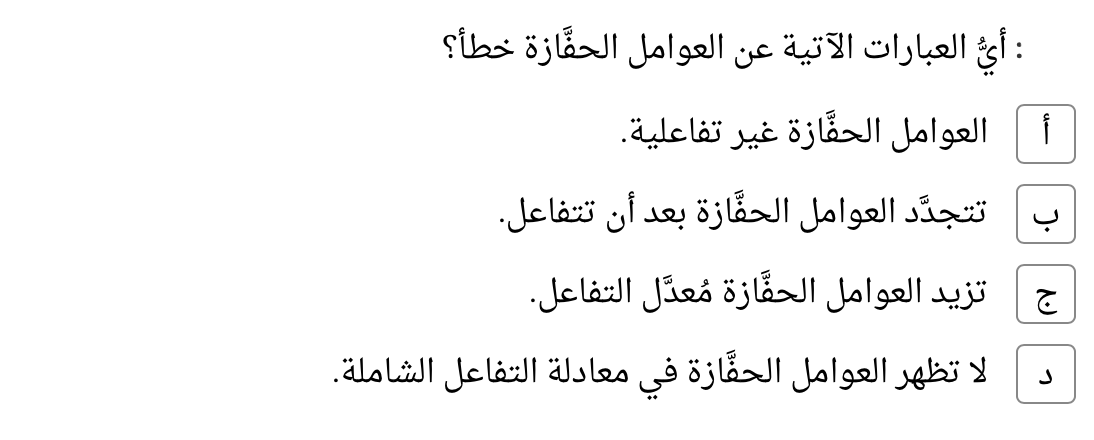 : أيُّ العبارات الآتية عن العوامل الحفَّازة خطأ؟
أ العوامل الحفَّازة غير تفاعلية.
ب تتجدَّد العوامل الحفَّازة بعد أن تتفاعل.
ج تزيد العوامل الحفَّازة مُعدَّل التفاعل.
د لا تظهر العوامل الحفَّازة في معادلة التفاعل الشاملة.